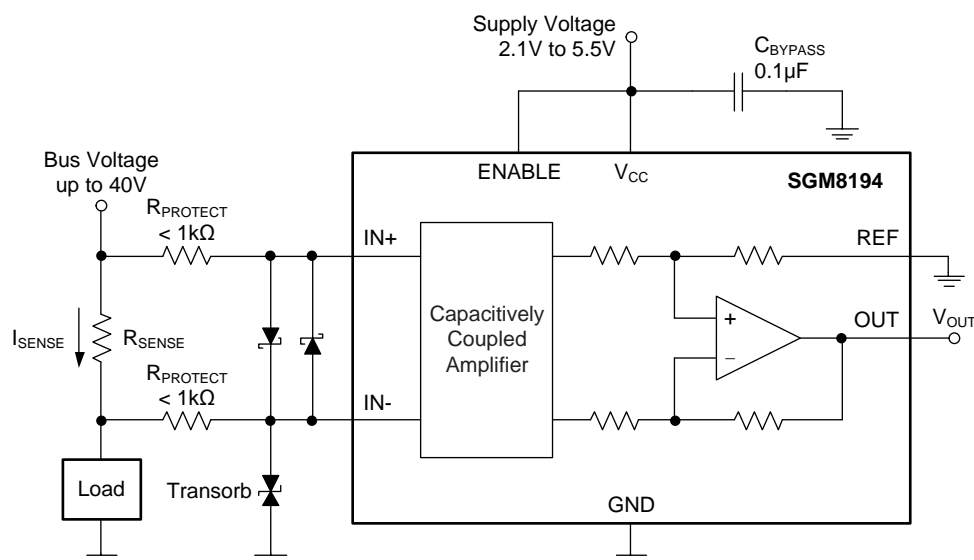 Supply Voltage
2.1V to 5.5V
CBYPASS
0.1µF
Bus Voltage
up to 40V
ENABLE
VCC
SGM8194
RPROTECT
< 1kΩ
IN+
REF
ISENSE
RSENSE
Capacitively
Coupled
Amplifier
+
−
OUT
VOUT
RPROTECT
< 1kΩ
IN-
Load
Transorb
GND